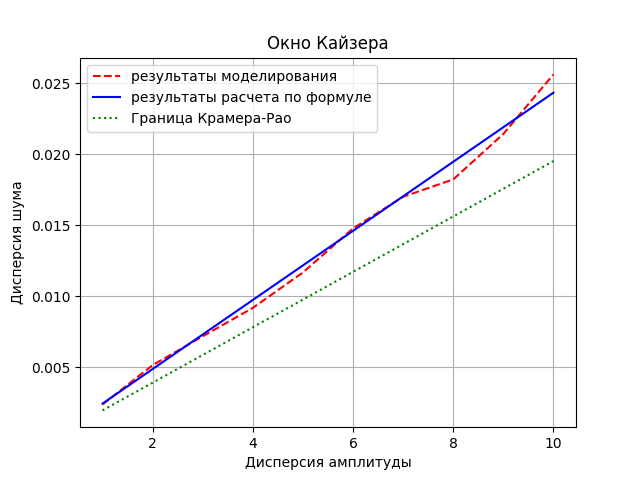 Окно Кайзера
результаты моделирования
результаты расчета по формуле
Граница Крамера-Рао
0.025
0.020
0.015
0.010
0.005
Дисперсия шума
2 4 6 8 10
Дисперсия амплитуды